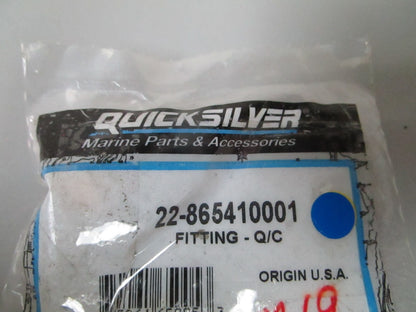 QUICKSILVER
Marine Parts & Accessories
22-865410001
FITTING - Q/C
ORIGIN U.S.A.